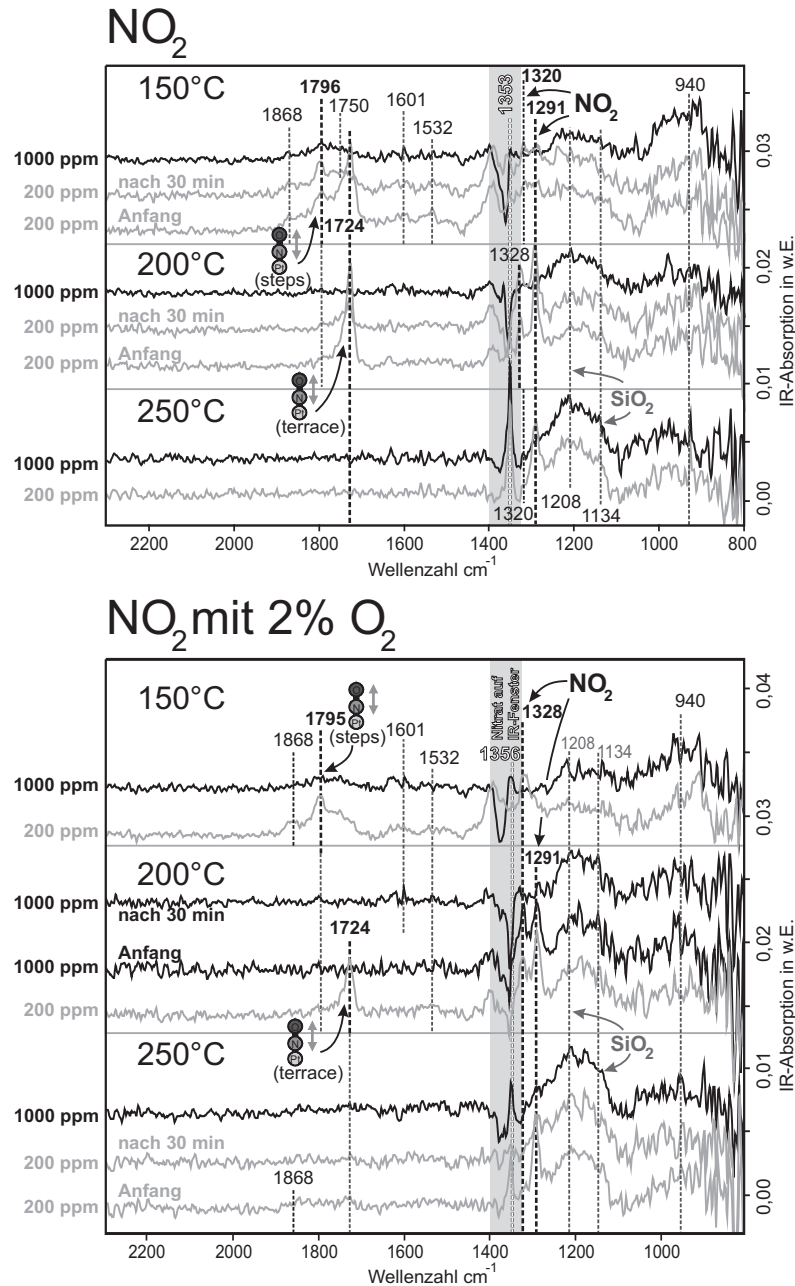 NO2
150°C
1868
1796
1750
1601
1532
1353
1320
1291
NO2
940
1000 ppm
nach 30 min
200 ppm
Anfang
200 ppm
O
N
Pt
(steps)
1724
0,03
200°C
1328
1000 ppm
nach 30 min
200 ppm
Anfang
200 ppm
O
N
Pt
(terrace)
0,02
0,01
IR-Absorption in w.E.
250°C
SiO2
1000 ppm
200 ppm
1320
1208
1134
0,00
2200
2000
1800
1600
1400
1200
1000
800
Wellenzahl cm-1
NO2 mit 2% O2
150°C
1868
1795
O
N
Pt
(steps)
1601
1532
Nitrat auf
IR-Fenster
1356
NO2
1328
1208
1134
940
0,04
1000 ppm
200 ppm
0,03
200°C
1291
1000 ppm
nach 30 min
1724
Anfang
1000 ppm
200 ppm
O
N
Pt
(terrace)
0,02
SiO2
250°C
0,01
IR-Absorption in w.E.
1000 ppm
nach 30 min
200 ppm
1868
Anfang
200 ppm
0,00
2200
2000
1800
1600
1400
1200
1000
Wellenzahl cm-1